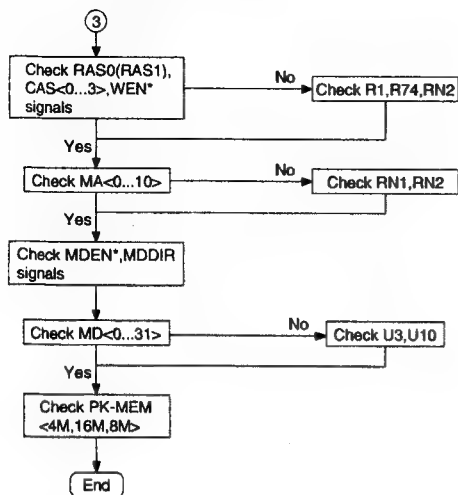 3
Check RAS0(RAS1),
CAS<0...3>,WEN*
signals
No
Check R1,R74,RN2
Yes
Check MA<0...10>
No
Check RN1,RN2
Yes
Check MDEN*,MDDIR
signals
Check MD<0...31>
No
Check U3,U10
Yes
Check PK-MEM
<4M,16M,8M>
End